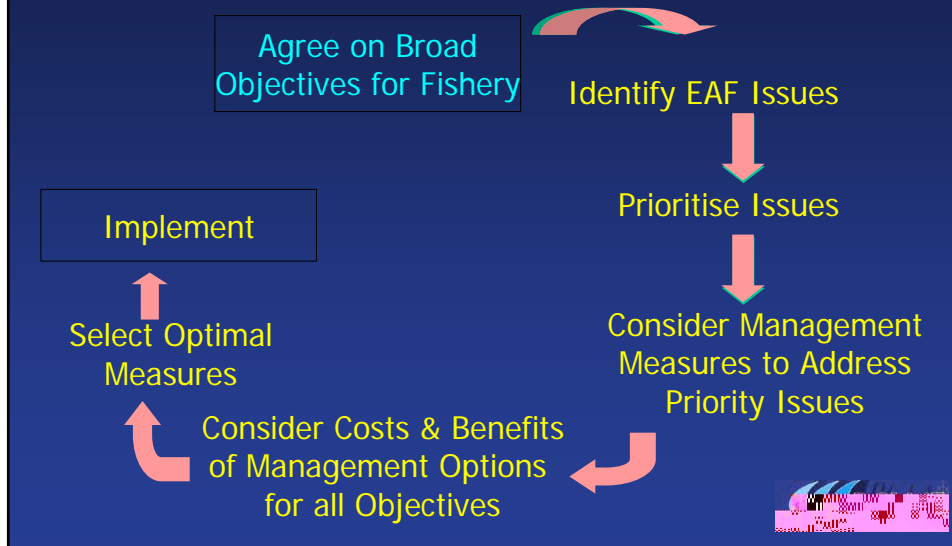 Agree on Broad
Objectives for Fishery
Identify EAF Issues
Prioritise Issues
Consider Management
Measures to Address
Priority Issues
Consider Costs & Benefits
of Management Options
for all Objectives
Select Optimal
Measures
Implement